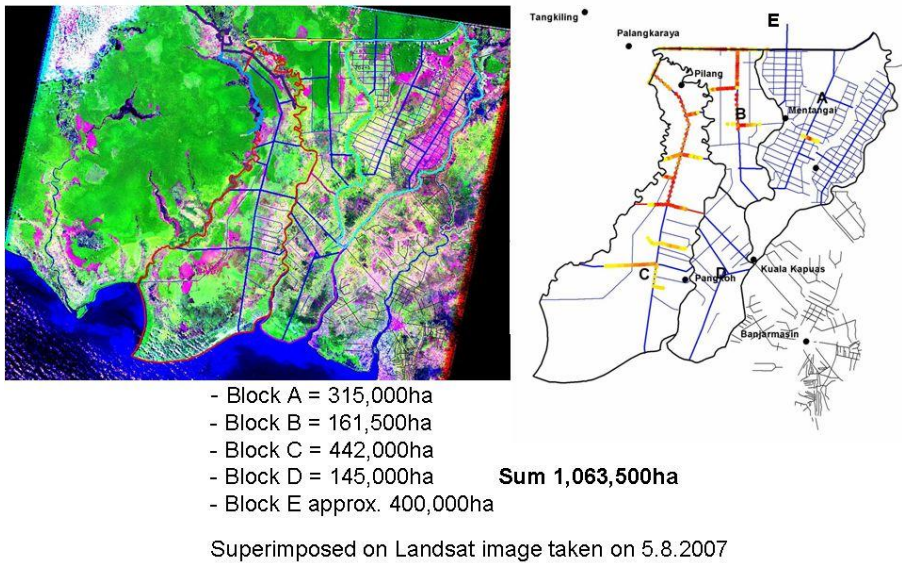 Tangkiling
E
Palangkaraya
Pilang
A
B
Mentangai
Kuala Kapuas
C
Pangkoh
D
Banjarmasin
- Block A = 315,000ha
- Block B = 161,500ha
- Block C = 442,000ha
- Block D = 145,000ha Sum 1,063,500ha
- Block E approx. 400,000ha
Superimposed on Landsat image taken on 5.8.2007